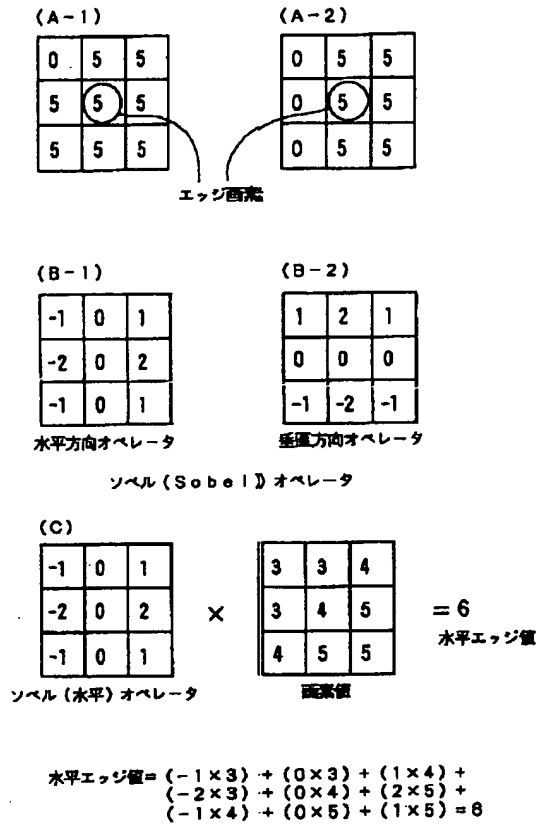 (A-1) (A-2)
0 5 5 0 5 5
5 5 5 0 5 5
5 5 5 0 5 5
エッジ画素
(B-1) (B-2)
-1 0 1 1 2 1
-2 0 2 0 0 0
-1 0 1 -1 -2 -1
水平方向オペレータ 垂直方向オペレータ
ソベル(Sobel))オペレータ
(C)
-1 0 1 3 3 4
-2 0 2 × 3 4 5 =6
-1 0 1 4 5 5 水平エッジ値
ソベル(水平)オペレータ 画素値
水平エッジ値=(-1×3)+(0×3)+(1×4)+
(-2×3)+(0×4)+(2×5)+
(-1×4)+(0×5)+(1×5)=6